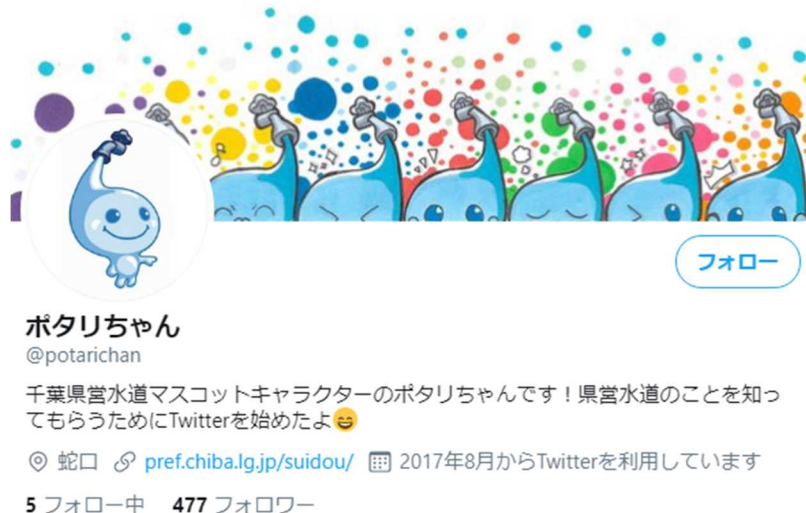 フォロー
ポタリちゃん
@potarichan
千葉県営水道マスコットキャラクターのポタリちゃんです！県営水道のことを知っ
てもらうためにTwitterを始めたよ😄
蛇口 pref.chiba.lg.jp/suidou/ 2017年8月からTwitterを利用しています
5 フォロー中 477 フォロワー